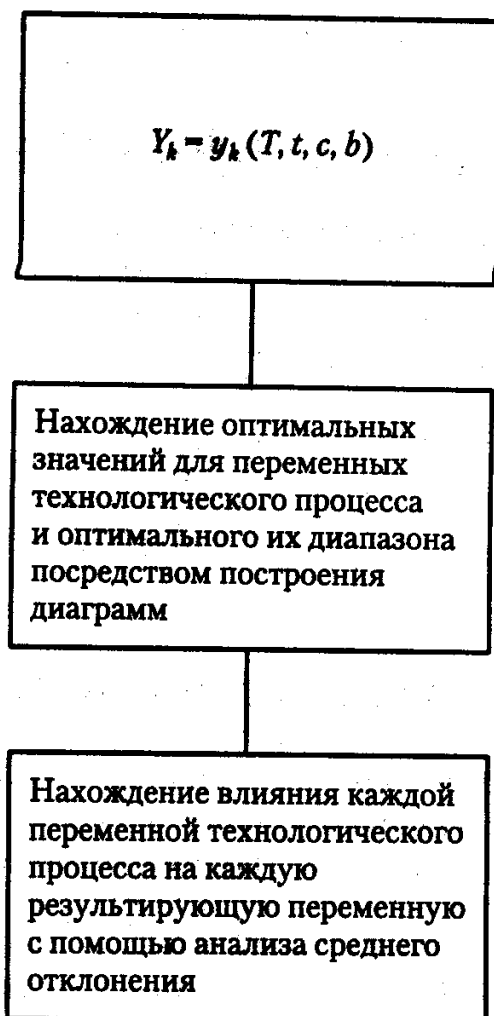 Yₖ = yₖ (T, t, c, b)
Нахождение оптимальных
значений для переменных
технологического процесса
и оптимального их диапазона
посредством построения
диаграмм
Нахождение влияния каждой
переменной технологического
процесса на каждую
результирующую переменную
с помощью анализа среднего
отклонения